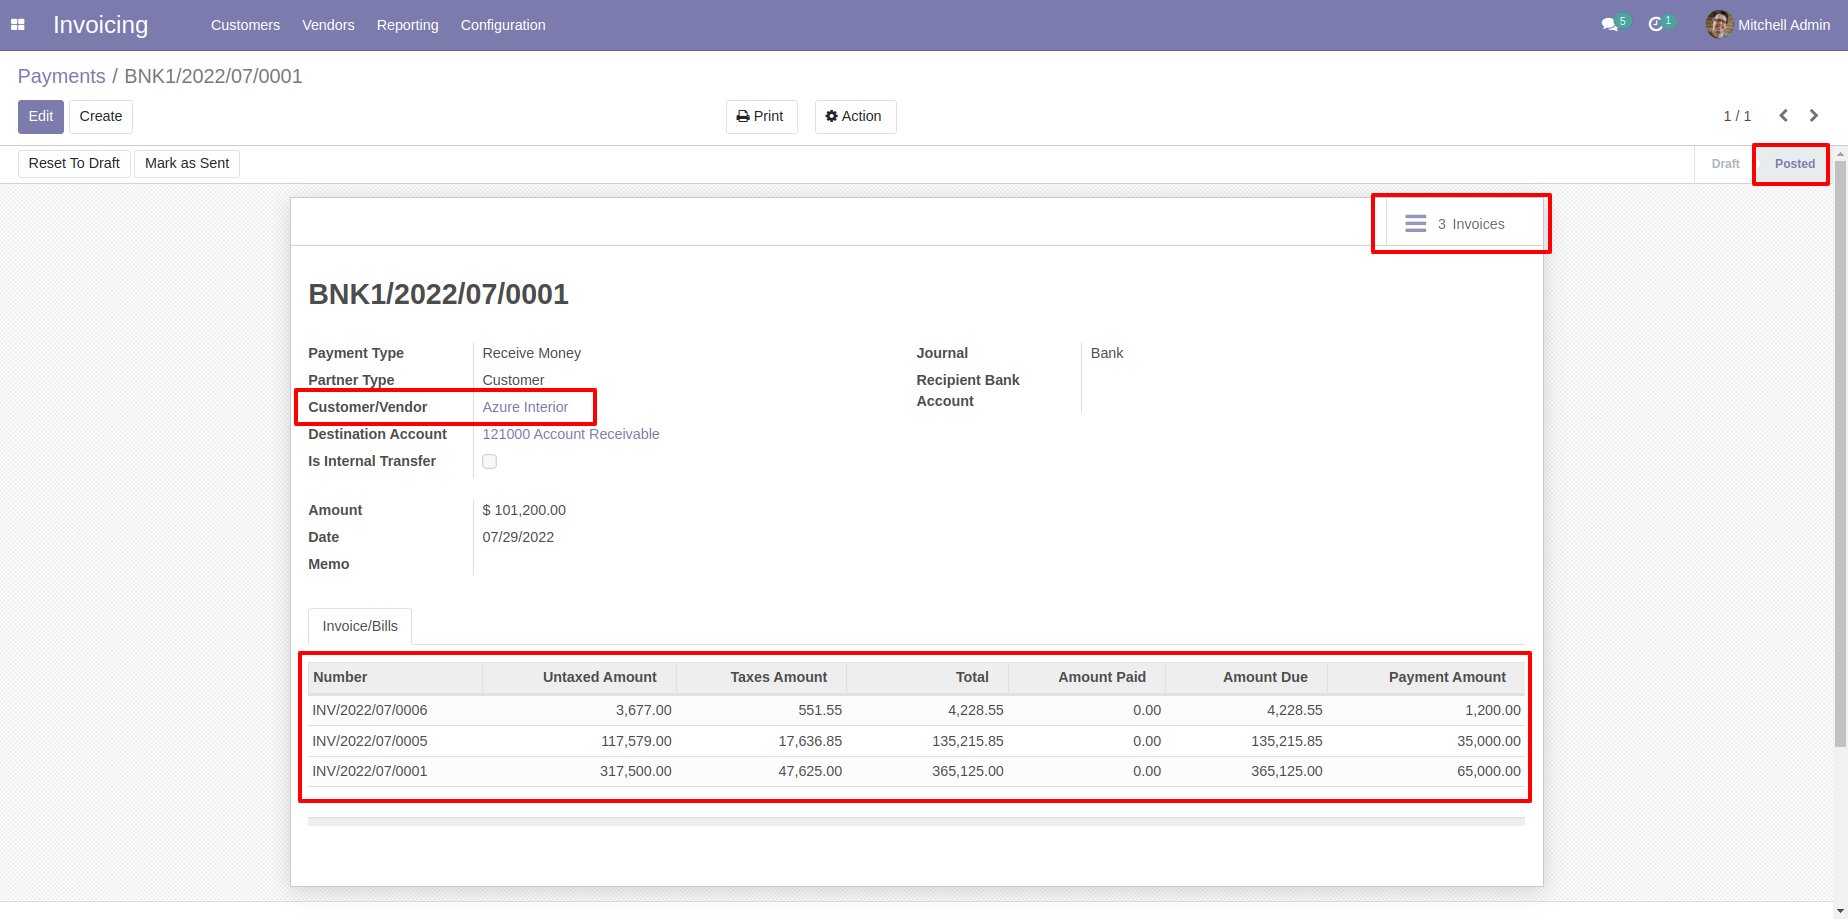 Invoicing Customers Vendors Reporting Configuration 5 1 Mitchell Admin
Payments / BNK1/2022/07/0001
Edit Create Print Action 1 / 1
Reset To Draft Mark as Sent Draft Posted
3 Invoices
BNK1/2022/07/0001
Payment Type Receive Money Journal Bank
Partner Type Customer Recipient Bank
Account
Customer/Vendor Azure Interior
Destination Account 121000 Account Receivable
Is Internal Transfer
Amount $ 101,200.00
Date 07/29/2022
Memo
Invoice/Bills
Number Untaxed Amount Taxes Amount Total Amount Paid Amount Due Payment Amount
INV/2022/07/0006 3,677.00 551.55 4,228.55 0.00 4,228.55 1,200.00
INV/2022/07/0005 117,579.00 17,636.85 135,215.85 0.00 135,215.85 35,000.00
INV/2022/07/0001 317,500.00 47,625.00 365,125.00 0.00 365,125.00 65,000.00